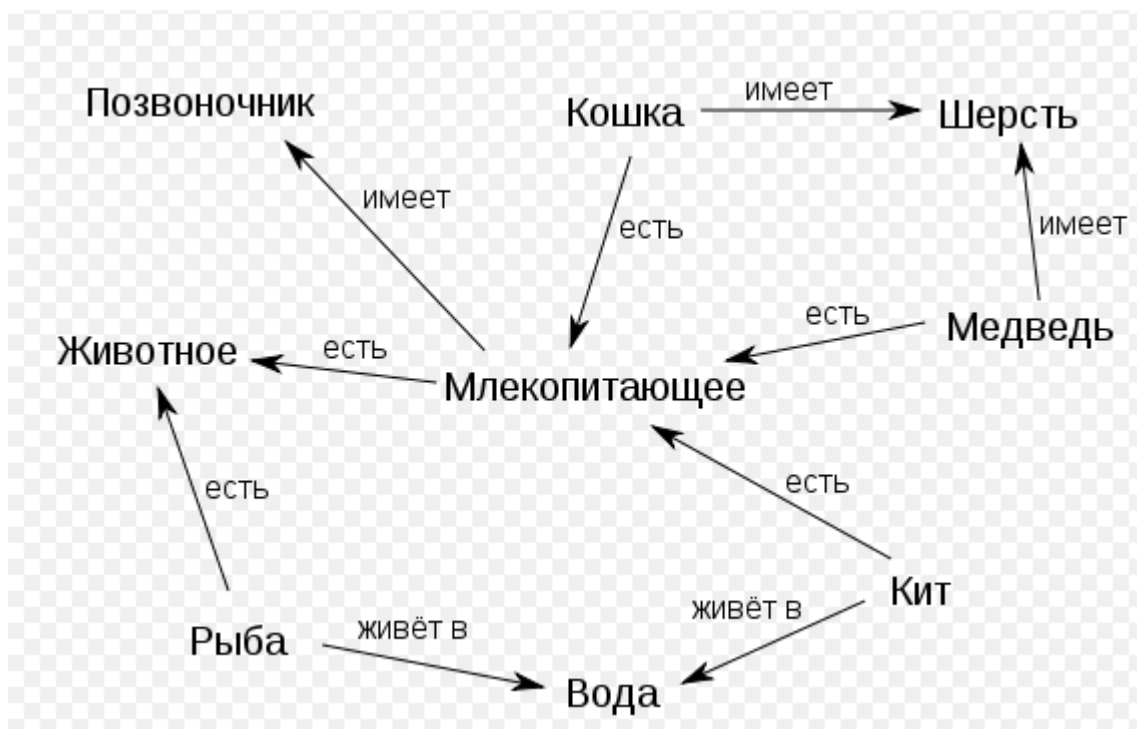 Позвоночник
Кошка
имеет
Шерсть
имеет
есть
имеет
есть
Медведь
Животное
есть
Млекопитающее
есть
есть
Кит
живёт в
Рыба
живёт в
Вода